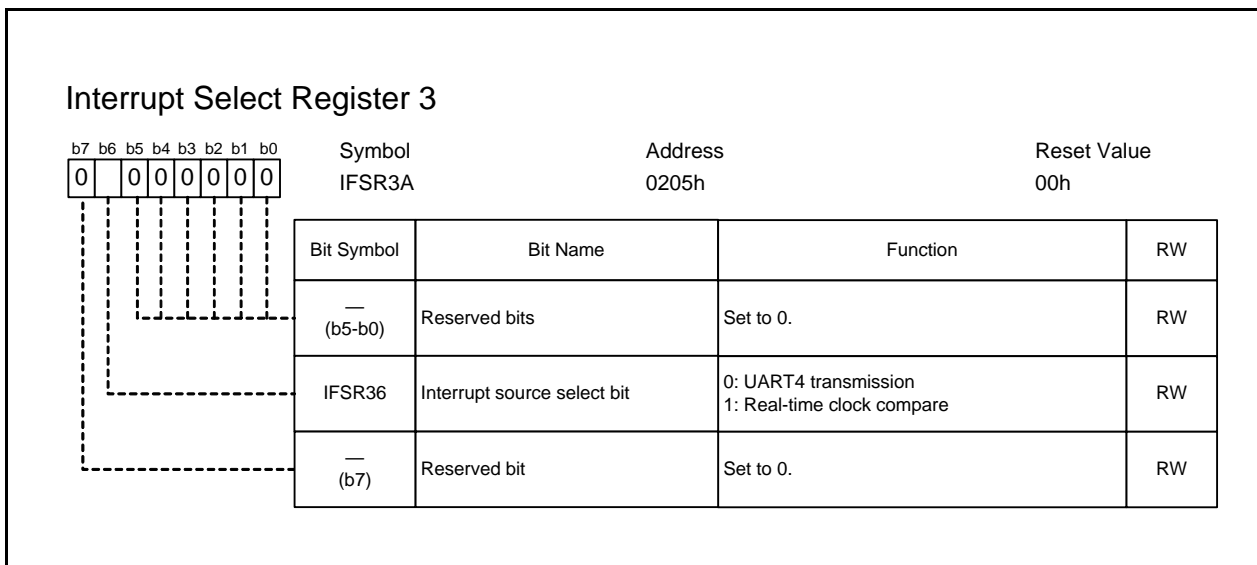 Interrupt Select Register 3
b7 b6 b5 b4 b3 b2 b1 b0
0 0 0 0 0 0 0
Symbol Address Reset Value
IFSR3A 0205h 00h
Bit Symbol Bit Name Function RW
—
(b5-b0) Reserved bits Set to 0. RW
IFSR36 Interrupt source select bit 0: UART4 transmission
1: Real-time clock compare RW
—
(b7) Reserved bit Set to 0. RW